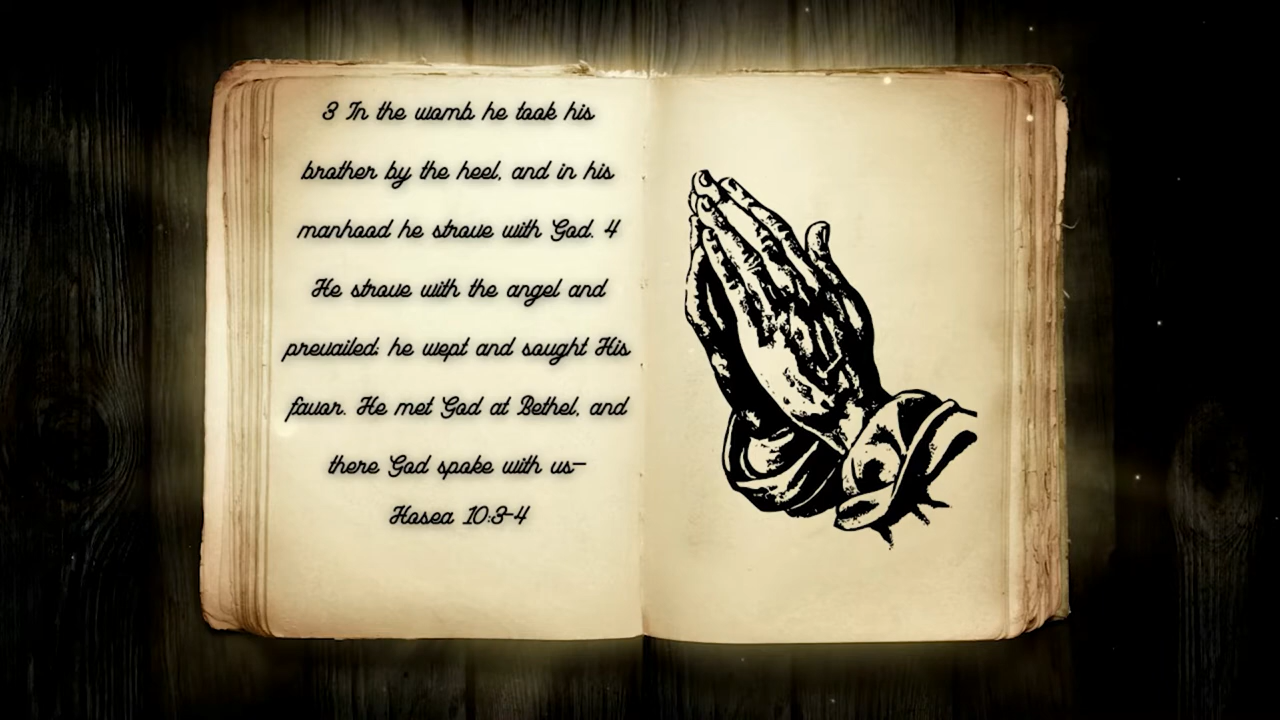 3 In the womb he took his
brother by the heel, and in his
manhood he strove with God. 4
He strove with the angel and
prevailed; he wept and sought His
favor. He met God at Bethel, and
there God spoke with us—
Hosea 10:3-4